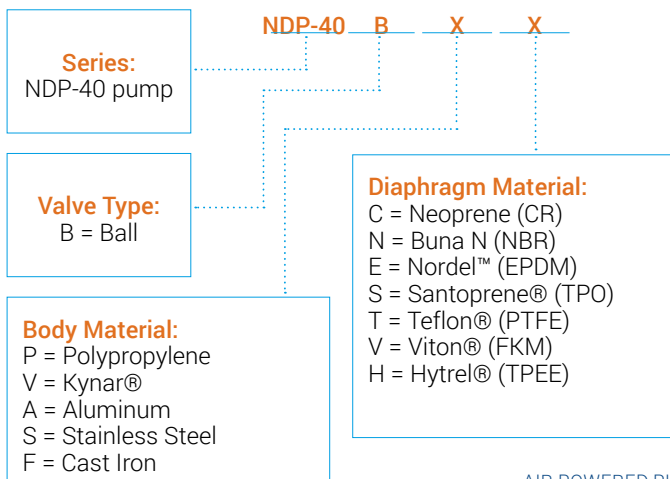 NDP-40 B X X
Series:
NDP-40 pump
Valve Type:
B = Ball
Body Material:
P = Polypropylene
V = Kynar®
A = Aluminum
S = Stainless Steel
F = Cast Iron
Diaphragm Material:
C = Neoprene (CR)
N = Buna N (NBR)
E = Nordel™ (EPDM)
S = Santoprene® (TPO)
T = Teflon® (PTFE)
V = Viton® (FKM)
H = Hytrel® (TPEE)